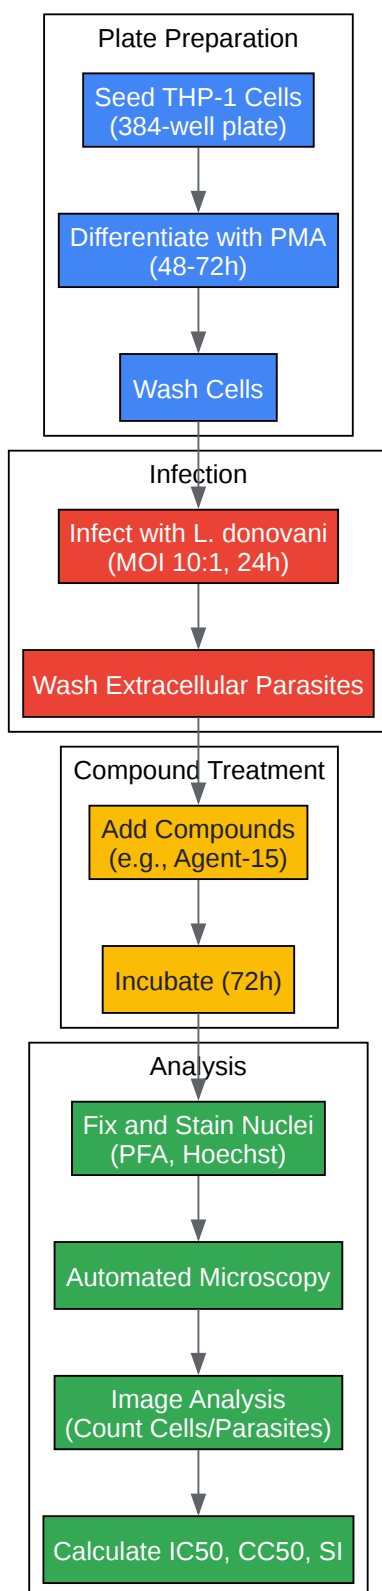 Plate Preparation
Seed THP-1 Cells
(384-well plate)
Differentiate with PMA
(48-72h)
Wash Cells
Infection
Infect with L. donovani
(MOI 10:1, 24h)
Wash Extracellular Parasites
Compound Treatment
Add Compounds
(e.g., Agent-15)
Incubate (72h)
Analysis
Fix and Stain Nuclei
(PFA, Hoechst)
Automated Microscopy
Image Analysis
(Count Cells/Parasites)
Calculate IC50, CC50, SI